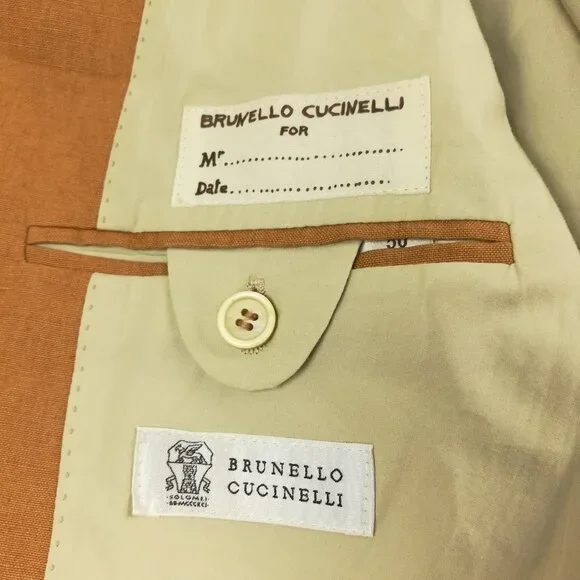 BRUNELLO CUCINELLI
FOR
Mr.......................................
Date.................................
50
BRUNELLO
CUCINELLI
SOLOMEI